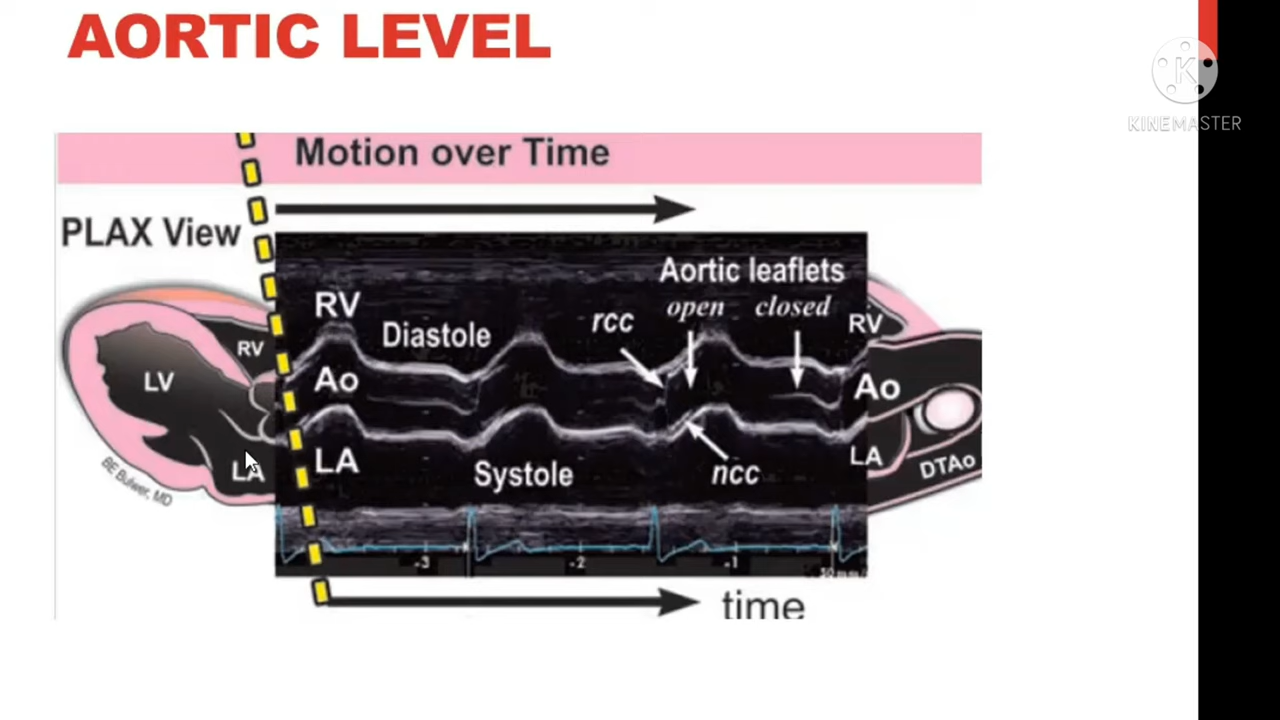 AORTIC LEVEL
KINEMASTER
Motion over Time
PLAX View
Aortic leaflets
open closed
rcc
RV
Diastole
RV
RV
LV
Ao
Ao
LA
LA
LA
Systole
ncc
DTAo
BE Bulwer, MD
-3
-2
-1
time